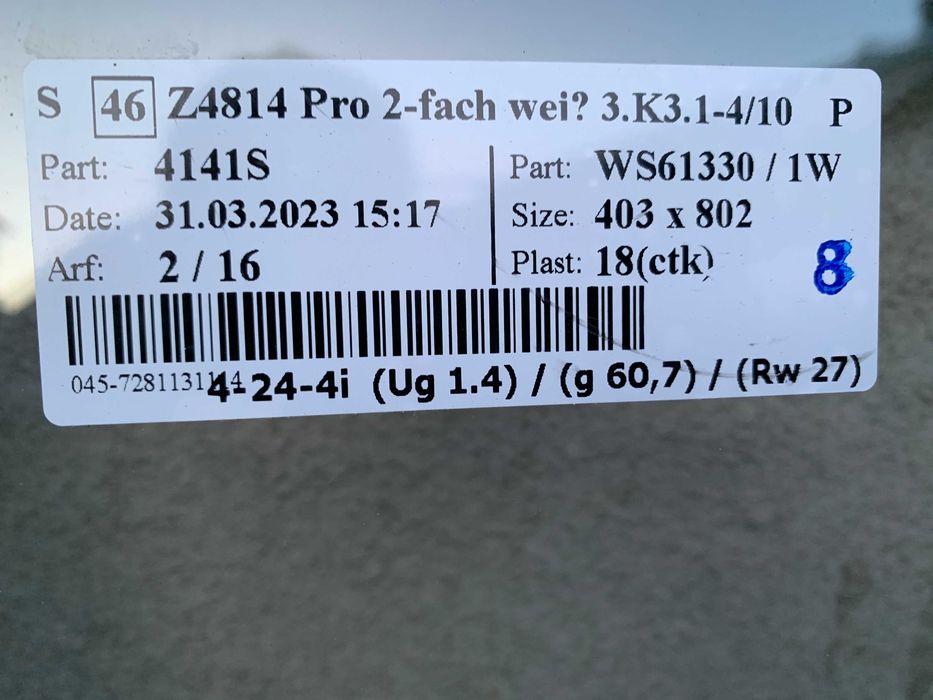 S 46 Z4814 Pro 2-fach wei? 3.K3.1-4/10 P
Part: 4141S Part: WS61330 / 1W
Date: 31.03.2023 15:17 Size: 403 x 802
Arf: 2 / 16 Plast: 18(ctk) 8
4-24-4i (Ug 1.4) / (g 60,7) / (Rw 27)